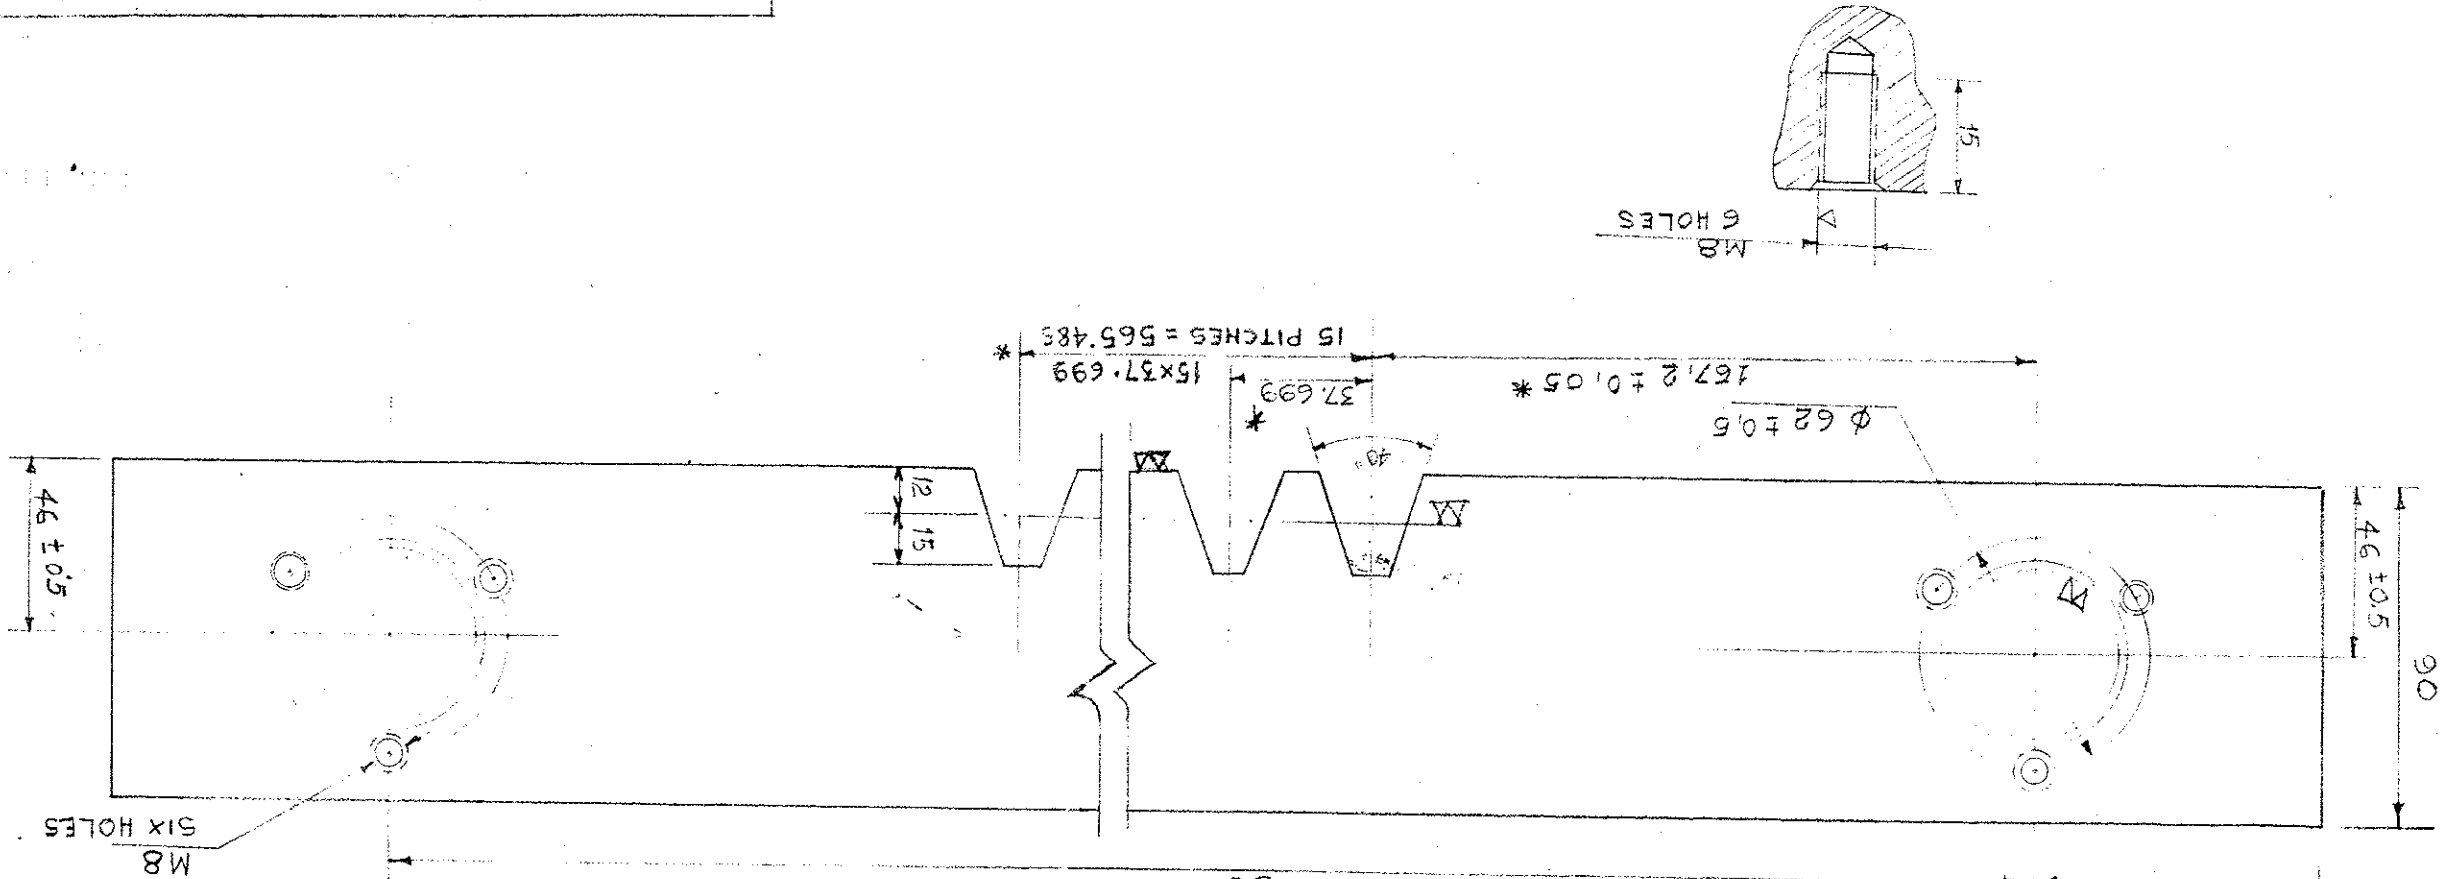 M8
SIX HOLES
90
46 ±0.5
46 ±0.5
15
12
40°
φ 62 ±0,5
37.699
*
167,2 ±0,05 *
15×37.699
*
15 PITCHES = 565.485
M8
6 HOLES
15